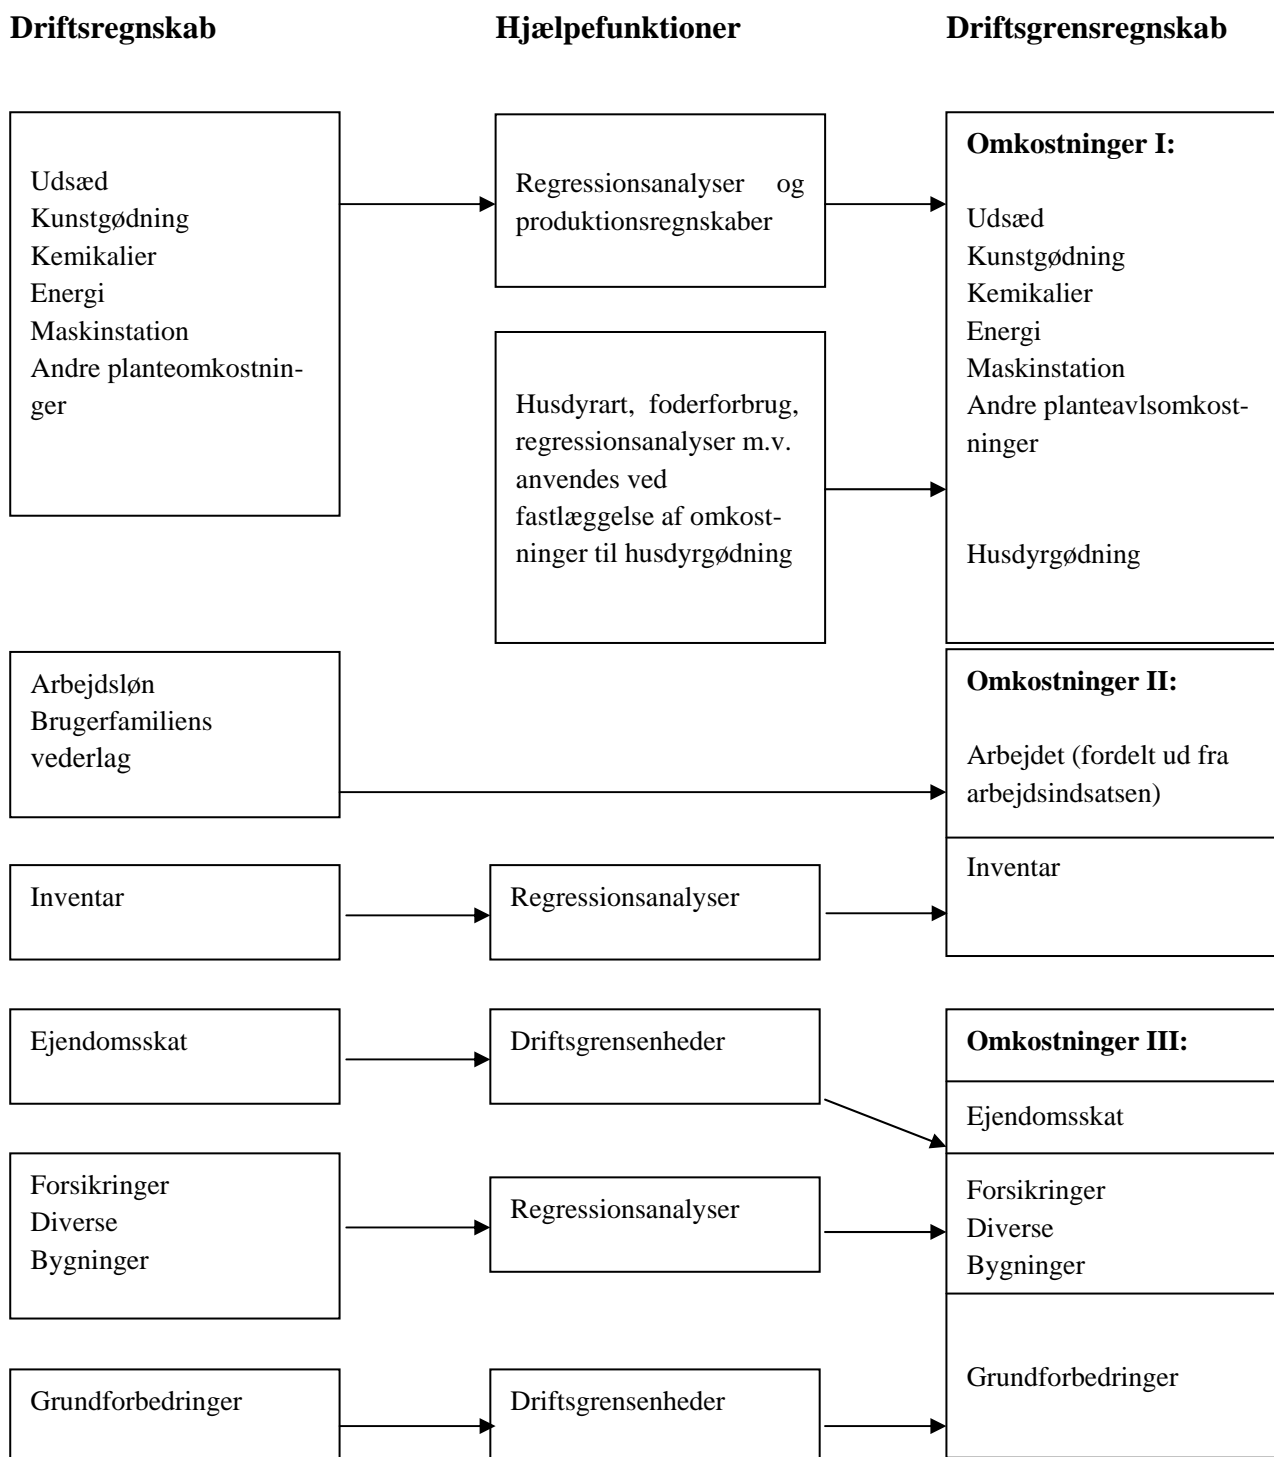 Driftsregnskab
Hjælpefunktioner
Driftsgrensregnskab
Udsæd
Kunstgødning
Kemikalier
Energi
Maskinstation
Andre planteomkostnin-
ger
Regressionsanalyser og
produktionsregnskaber
Husdyrart, foderforbrug,
regressionsanalyser m.v.
anvendes ved
fastlæggelse af omkost-
ninger til husdyrgødning
Omkostninger I:
Udsæd
Kunstgødning
Kemikalier
Energi
Maskinstation
Andre planteavlsomkost-
ninger
Husdyrgødning
Arbejdsløn
Brugerfamiliens
vederlag
Omkostninger II:
Arbejdet (fordelt ud fra
arbejdsindsatsen)
Inventar
Regressionsanalyser
Inventar
Ejendomsskat
Driftsgrensenheder
Omkostninger III:
Ejendomsskat
Forsikringer
Diverse
Bygninger
Regressionsanalyser
Forsikringer
Diverse
Bygninger
Grundforbedringer
Driftsgrensenheder
Grundforbedringer